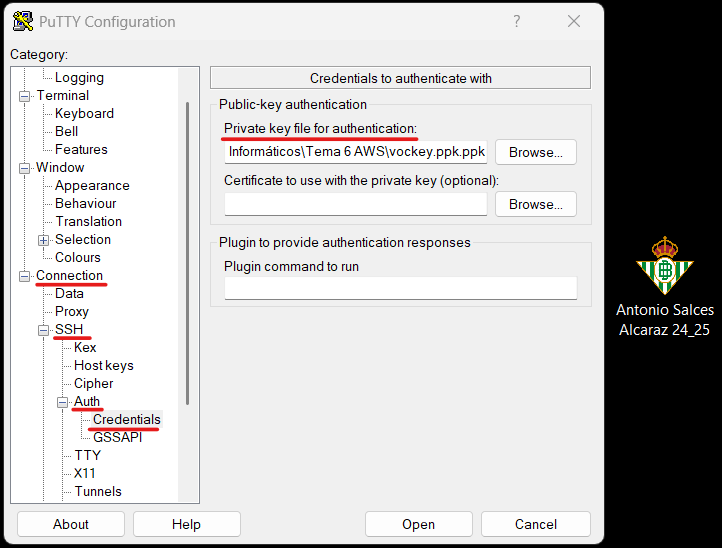 PuTTY Configuration
?
Category:
Logging
Terminal
Keyboard
Bell
Features
Window
Appearance
Behaviour
Translation
Selection
Colours
Connection
Data
Proxy
SSH
Kex
Host keys
Cipher
Auth
Credentials
GSSAPI
TTY
X11
Tunnels
Credentials to authenticate with
Public-key authentication
Private key file for authentication:
Informáticos\Tema 6 AWS\vockey.ppk.ppk
Browse...
Certificate to use with the private key (optional):
Browse...
Plugin to provide authentication responses
Plugin command to run
About
Help
Open
Cancel
Antonio Salces
Alcaraz 24_25